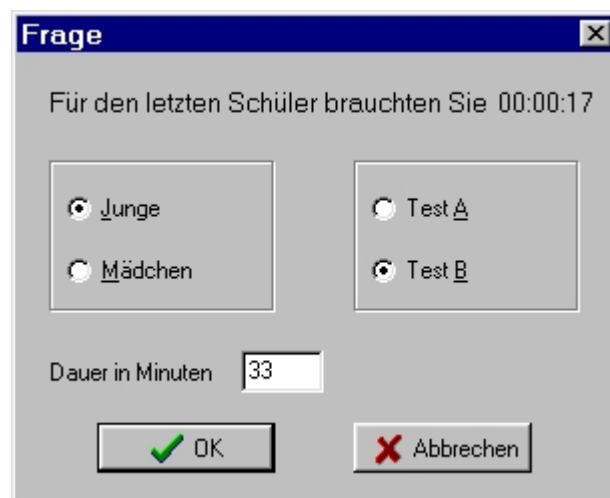 Frage
Für den letzten Schüler brauchten Sie 00:00:17
Junge
Test A
Mädchen
Test B
Dauer in Minuten 33
OK
Abbrechen